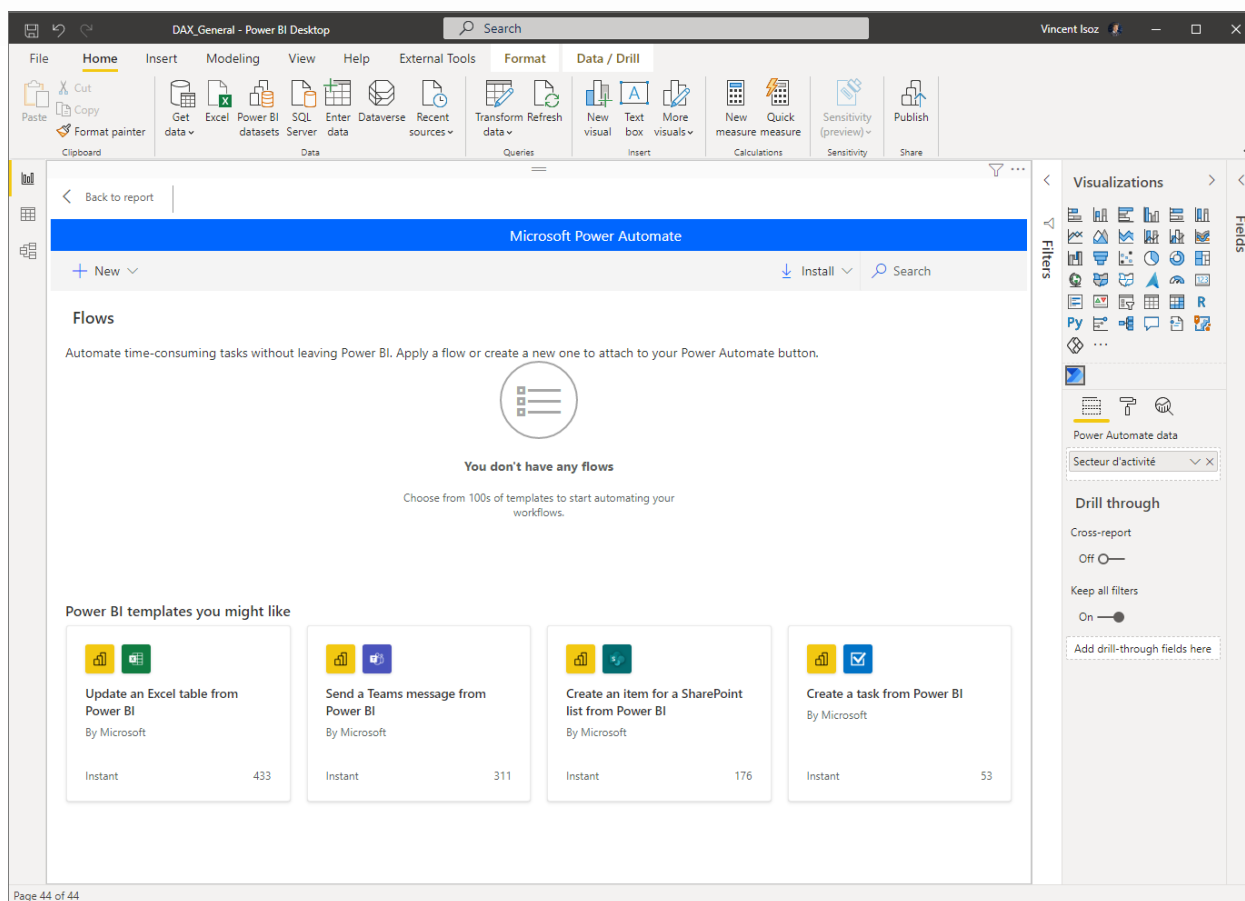 DAX_General - Power BI Desktop
Search
Vincent Isoz
File Home Insert Modeling View Help External Tools Format Data / Drill
Paste
Cut
Copy
Format painter
Clipboard
Get data
Excel
Power BI datasets
SQL Server
Enter data
Dataverse
Recent sources
Data
Transform data
Refresh
Queries
New visual
Text box
More visuals
Insert
New measure
Quick measure
Calculations
Sensitivity (preview)
Sensitivity
Publish
Share
Back to report
Microsoft Power Automate
New
Install
Search
Flows
Automate time-consuming tasks without leaving Power BI. Apply a flow or create a new one to attach to your Power Automate button.
You don't have any flows
Choose from 100s of templates to start automating your
workflows.
Power BI templates you might like
Update an Excel table from
Power BI
By Microsoft
Instant 433
Send a Teams message from
Power BI
By Microsoft
Instant 311
Create an item for a SharePoint
list from Power BI
By Microsoft
Instant 176
Create a task from Power BI
By Microsoft
Instant 53
Filters
Visualizations
123
R
Py
Power Automate data
Secteur d'activité
Drill through
Cross-report
Off
Keep all filters
On
Add drill-through fields here
Fields
Page 44 of 44